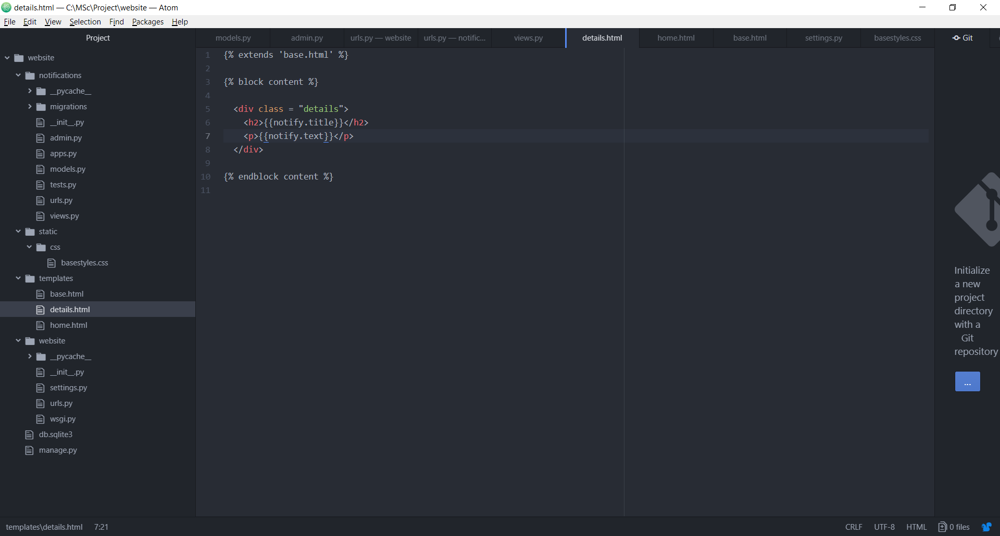 details.html — C:\MSc\Project\website — Atom
File Edit View Selection Find Packages Help
Project
website
notifications
__pycache__
migrations
__init__.py
admin.py
apps.py
models.py
tests.py
urls.py
views.py
static
css
basestyles.css
templates
base.html
details.html
home.html
website
__pycache__
__init__.py
settings.py
urls.py
wsgi.py
db.sqlite3
manage.py
models.py admin.py urls.py — website urls.py — notific... views.py details.html home.html base.html settings.py basestyles.css Git
1 {% extends 'base.html' %}
2
3 {% block content %}
4
5 <div class = "details">
6 <h2>{{notify.title}}</h2>
7 <p>{{notify.text}}</p>
8 </div>
9
10 {% endblock content %}
11
Initialize
a new
project
directory
with a
Git
repository
...
templates\details.html 7:21 CRLF UTF-8 HTML 0 files